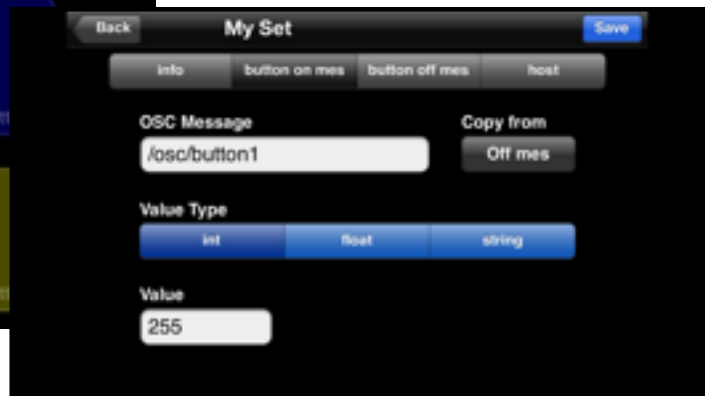 Back My Set Save
info button on mes button off mes host
OSC Message Copy from
/osc/button1 Off mes
Value Type
int float string
Value
255